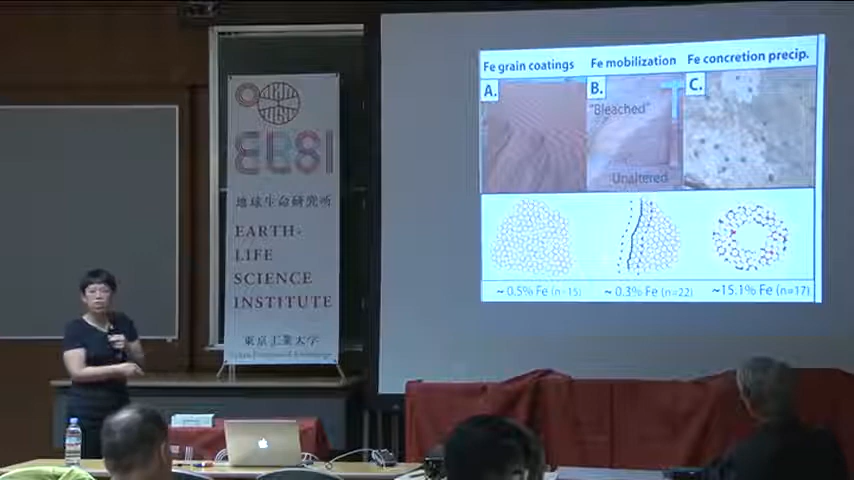 ELSI
地球生命研究所
EARTH-
LIFE
SCIENCE
INSTITUTE
東京工業大学
Fe grain coatings
Fe mobilization
Fe concretion precip.
A.
B.
C.
"Bleached"
Unaltered
~ 0.5% Fe (n=15)
~ 0.3% Fe (n=22)
~15.1% Fe (n=17)